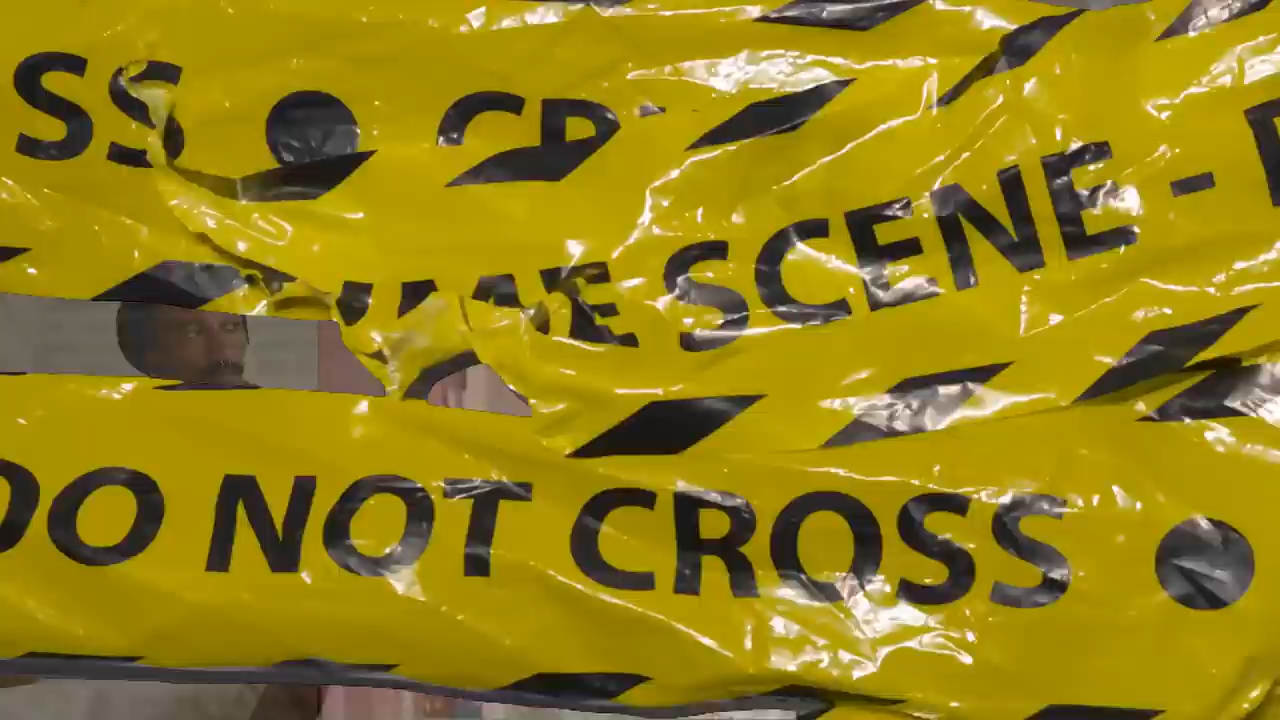 SS ●
SCENE -
DO NOT CROSS ●